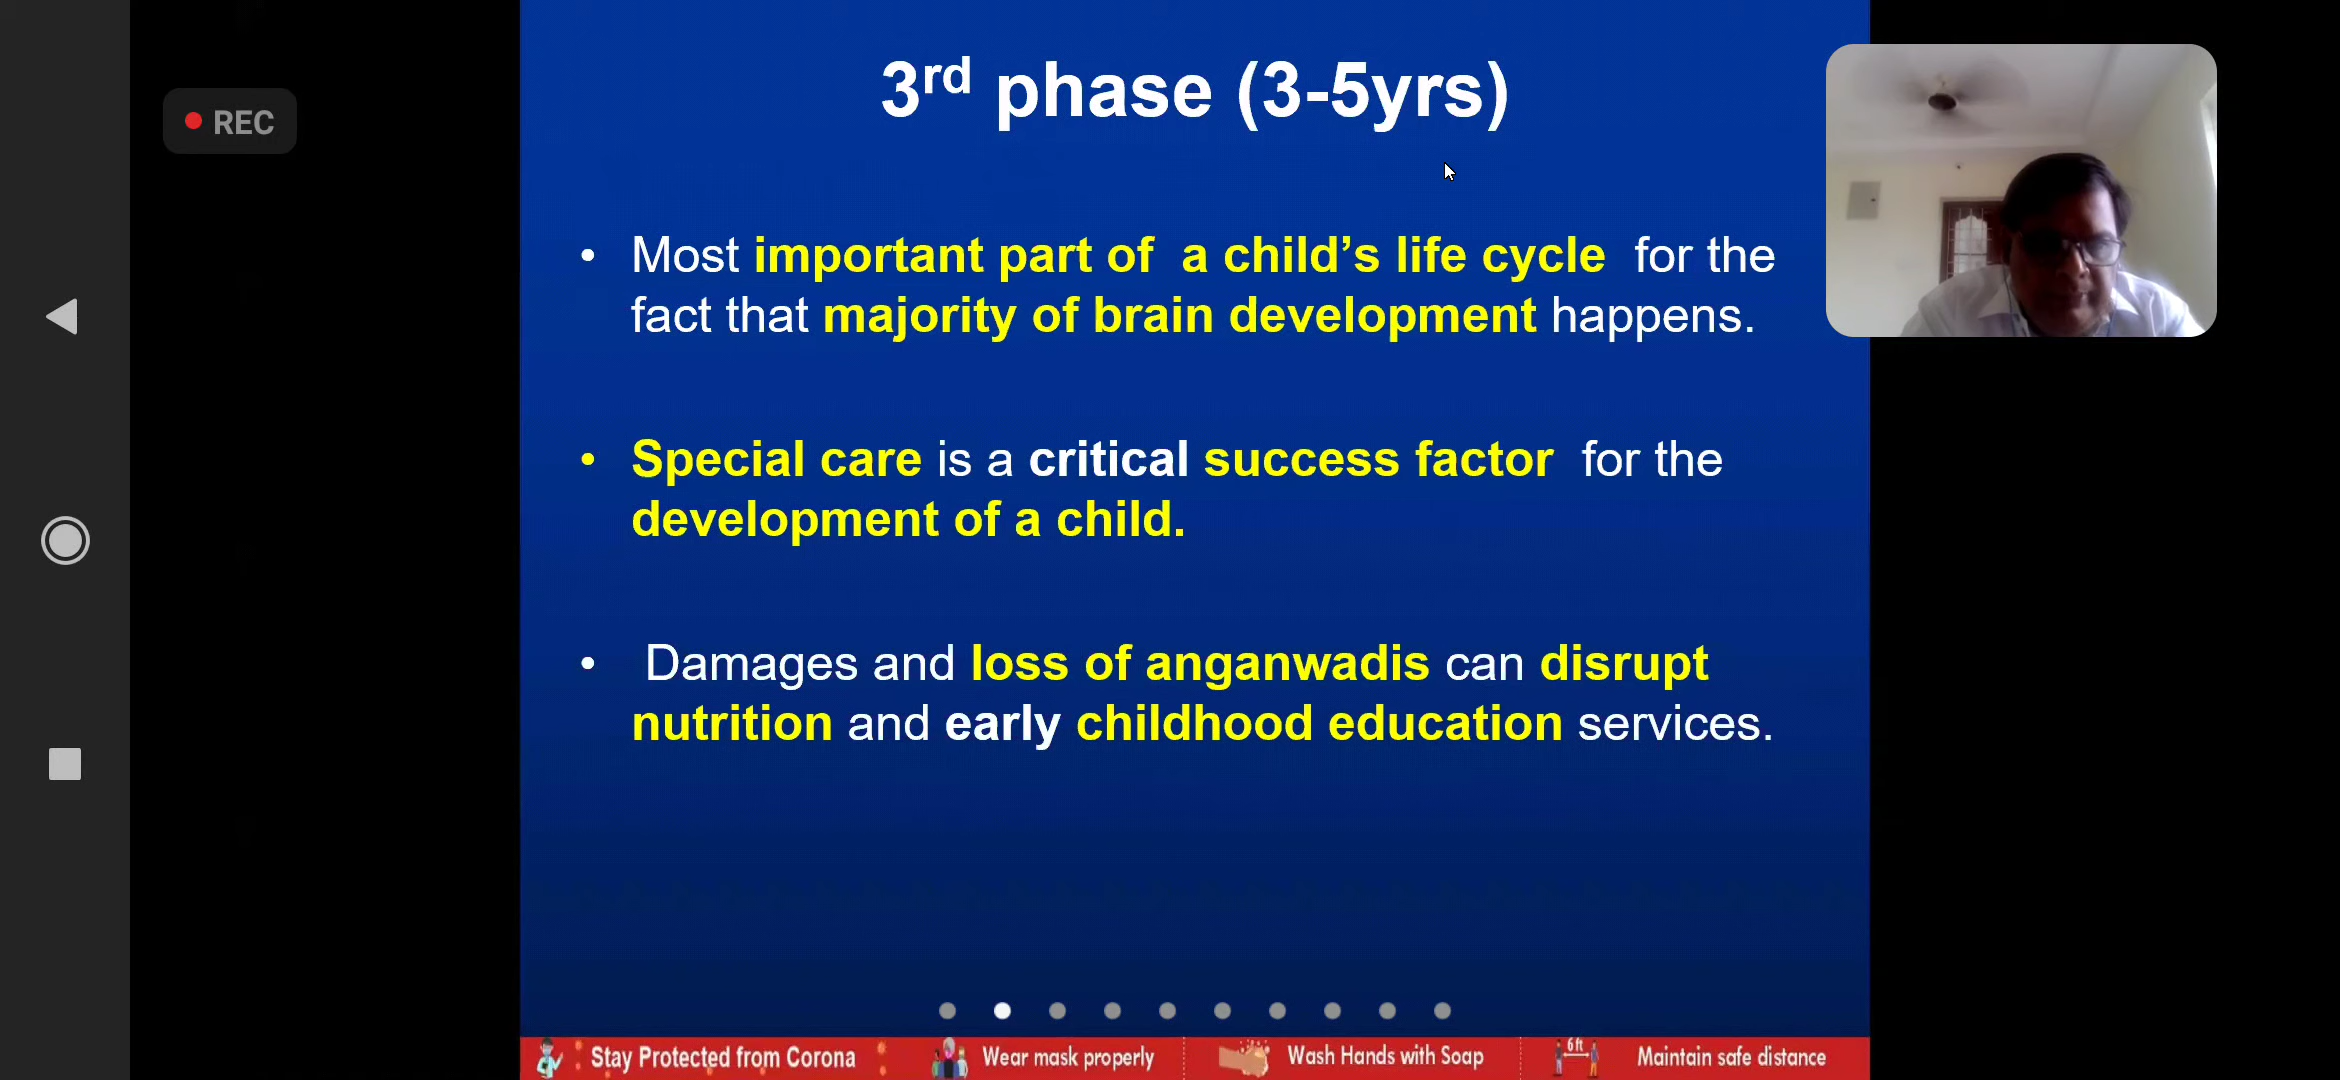 REC
3rd phase (3-5yrs)
• Most important part of a child’s life cycle for the
fact that majority of brain development happens.
• Special care is a critical success factor for the
development of a child.
• Damages and loss of anganwadis can disrupt
nutrition and early childhood education services.
Stay Protected from Corona Wear mask properly Wash Hands with Soap 6 ft Maintain safe distance